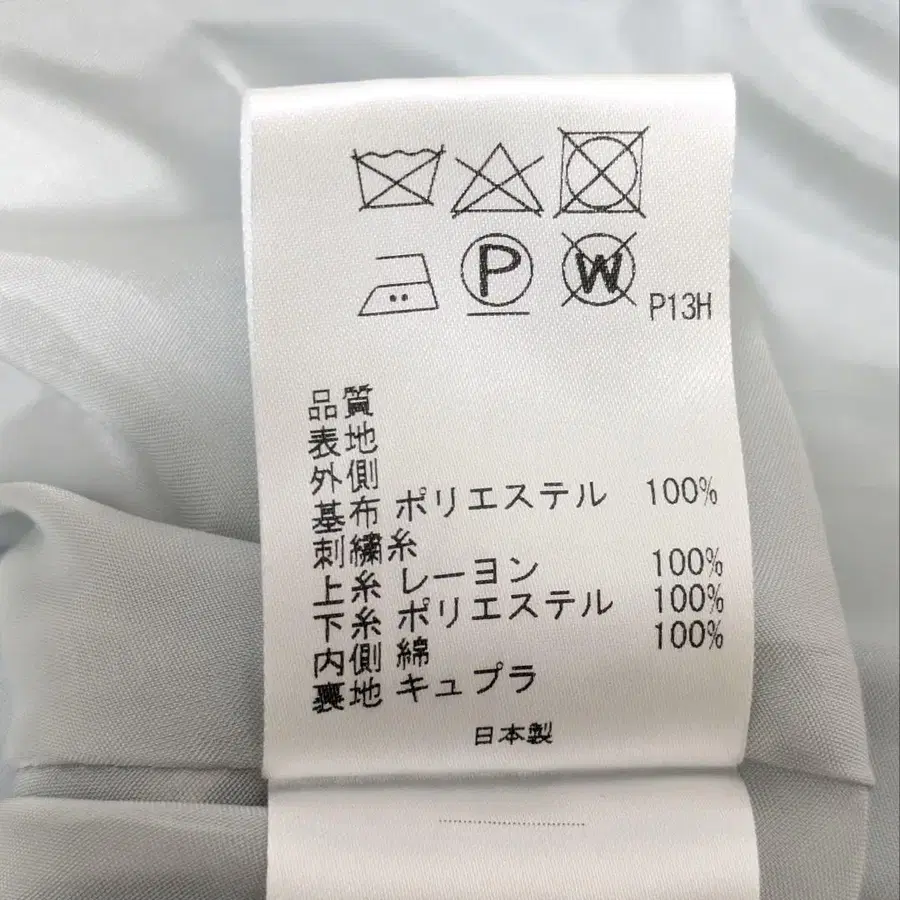 P W P13H
品質
表地
外側
基布 ポリエステル 100%
刺繍糸
上糸 レーヨン 100%
下糸 ポリエステル 100%
内側 綿 100%
裏地 キュプラ
日本製